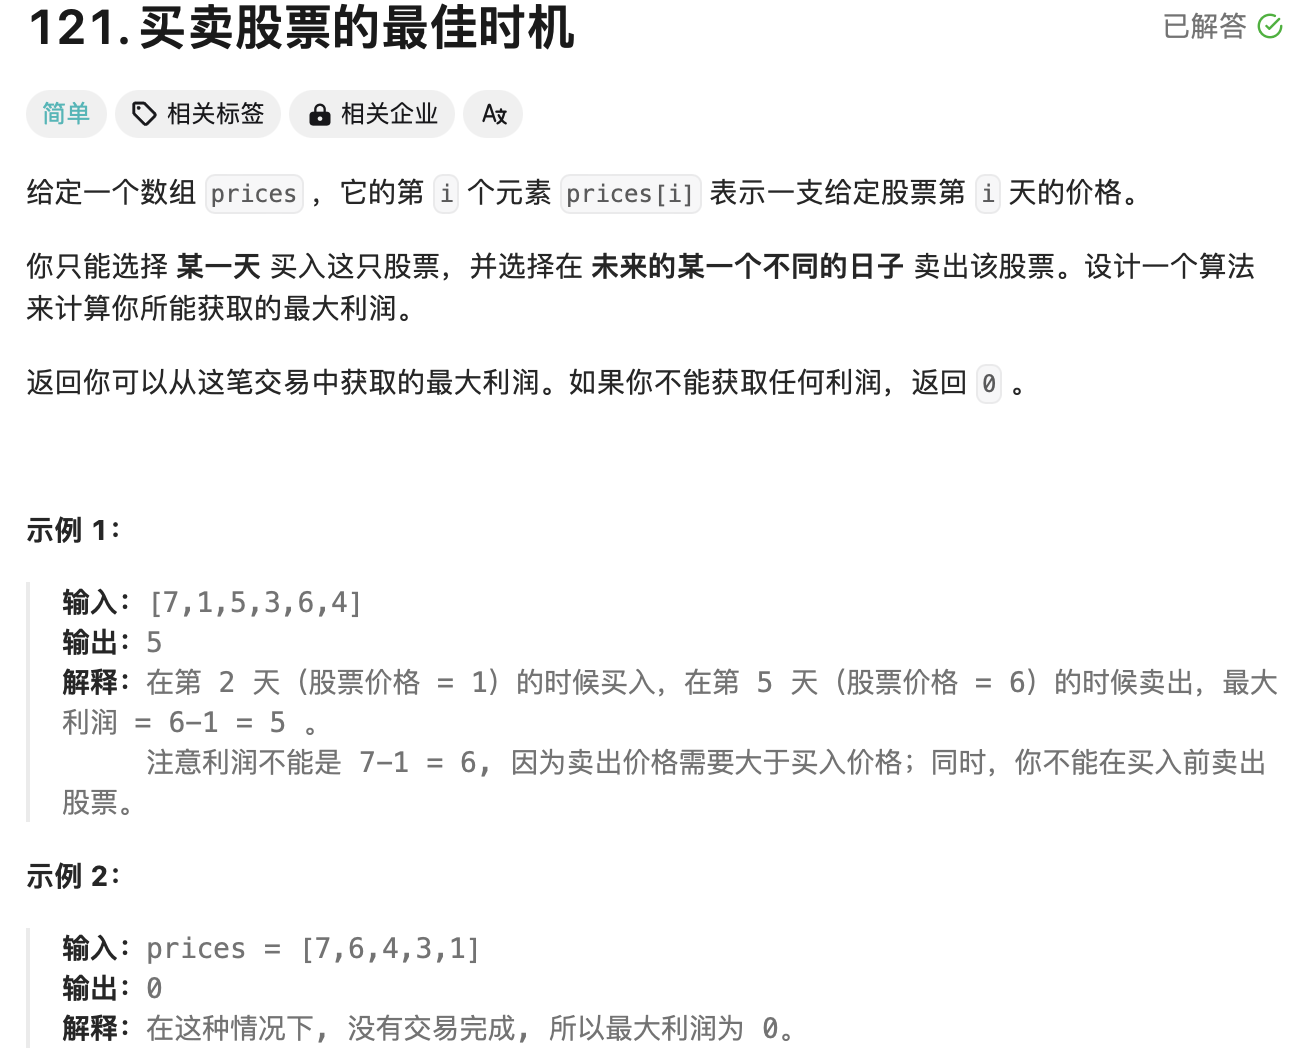 121. 买卖股票的最佳时机
已解答
简单
相关标签
相关企业
给定一个数组 prices ，它的第 i 个元素 prices[i] 表示一支给定股票第 i 天的价格。
你只能选择 某一天 买入这只股票，并选择在 未来的某一个不同的日子 卖出该股票。设计一个算法
来计算你所能获取的最大利润。
返回你可以从这笔交易中获取的最大利润。如果你不能获取任何利润，返回 0 。
示例 1：
输入：[7,1,5,3,6,4]
输出：5
解释：在第 2 天（股票价格 = 1）的时候买入，在第 5 天（股票价格 = 6）的时候卖出，最大
利润 = 6-1 = 5 。
注意利润不能是 7-1 = 6, 因为卖出价格需要大于买入价格；同时，你不能在买入前卖出
股票。
示例 2：
输入：prices = [7,6,4,3,1]
输出：0
解释：在这种情况下, 没有交易完成, 所以最大利润为 0。